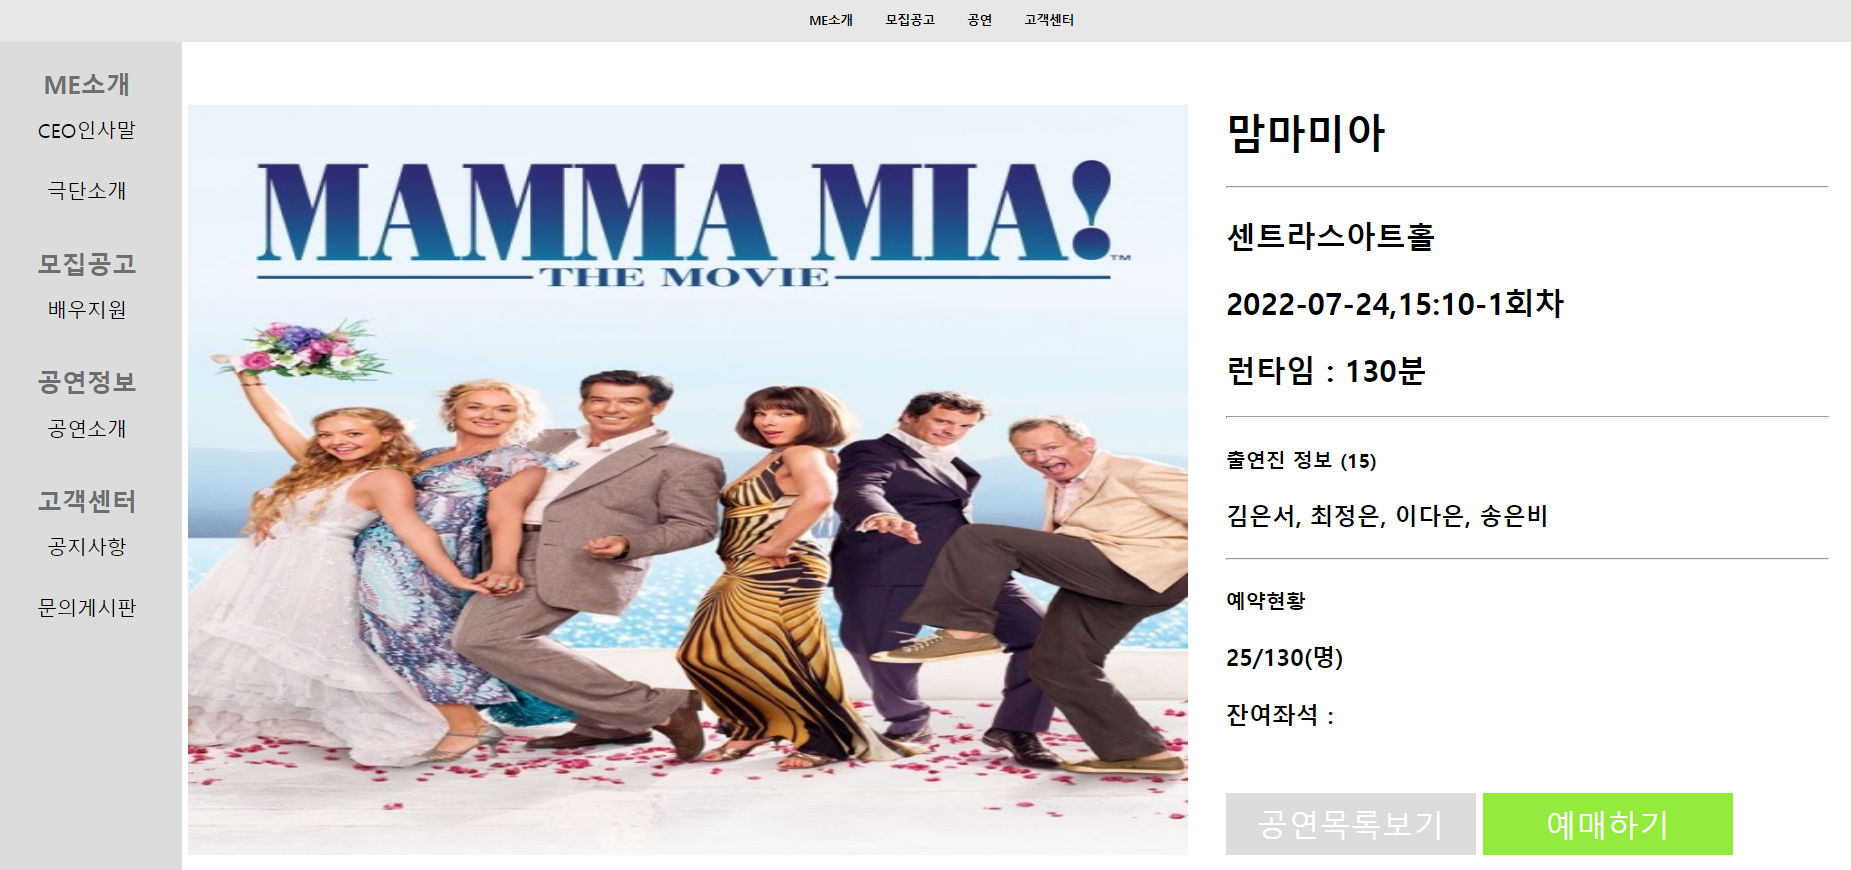 ME소개 모집공고 공연 고객센터
ME소개
CEO인사말
극단소개
모집공고
배우지원
공연정보
공연소개
고객센터
공지사항
문의게시판
MAMMA MIA!™
THE MOVIE
맘마미아
센트라스아트홀
2022-07-24,15:10-1회차
런타임 : 130분
출연진 정보 (15)
김은서, 최정은, 이다은, 송은비
예약현황
25/130(명)
잔여좌석 :
공연목록보기 예매하기